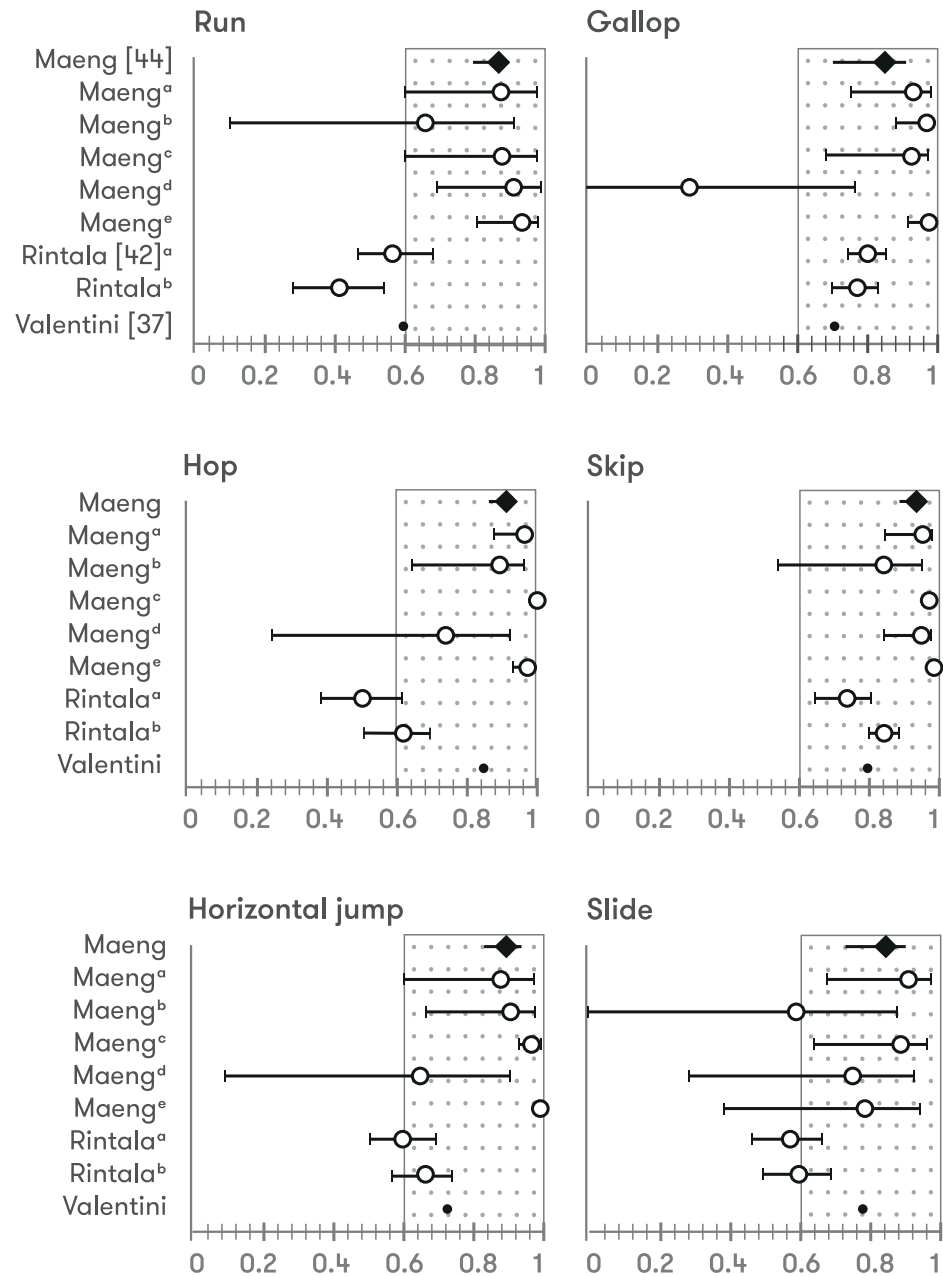 Run Gallop
Maeng [44]
Maengᵃ
Maengᵇ
Maengᶜ
Maengᵈ
Maengᵉ
Rintala [42]ᵃ
Rintalaᵇ
Valentini [37]
0 0.2 0.4 0.6 0.8 1 0 0.2 0.4 0.6 0.8 1
Hop Skip
Maeng
Maengᵃ
Maengᵇ
Maengᶜ
Maengᵈ
Maengᵉ
Rintalaᵃ
Rintalaᵇ
Valentini
0 0.2 0.4 0.6 0.8 1 0 0.2 0.4 0.6 0.8 1
Horizontal jump Slide
Maeng
Maengᵃ
Maengᵇ
Maengᶜ
Maengᵈ
Maengᵉ
Rintalaᵃ
Rintalaᵇ
Valentini
0 0.2 0.4 0.6 0.8 1 0 0.2 0.4 0.6 0.8 1